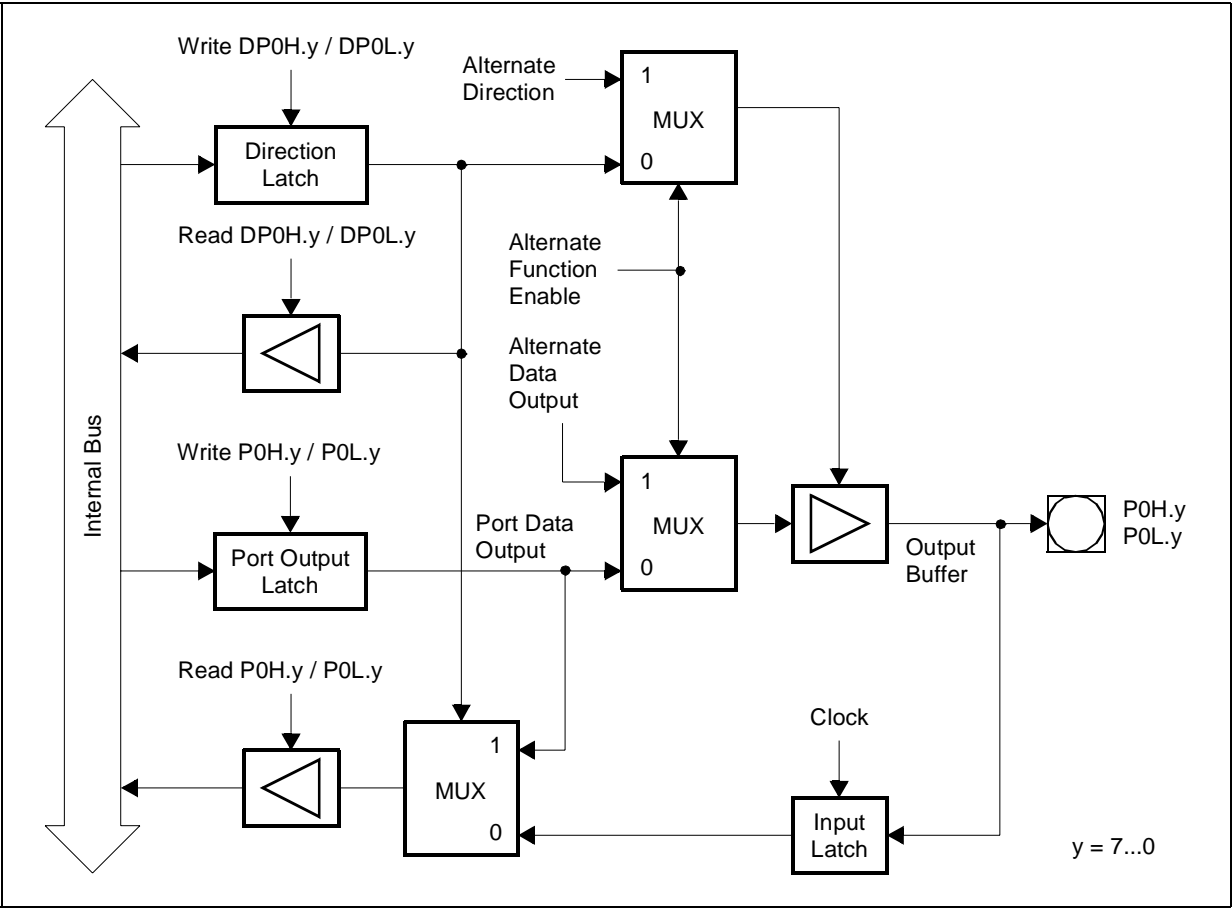 Write DP0H.y / DP0L.y
Alternate
Direction
1
MUX
0
Direction
Latch
Read DP0H.y / DP0L.y
Alternate
Function
Enable
Alternate
Data
Output
Internal Bus
Write P0H.y / P0L.y
1
MUX
0
Port Data
Output
Port Output
Latch
Output
Buffer
P0H.y
P0L.y
Read P0H.y / P0L.y
1
MUX
0
Clock
Input
Latch
y = 7...0